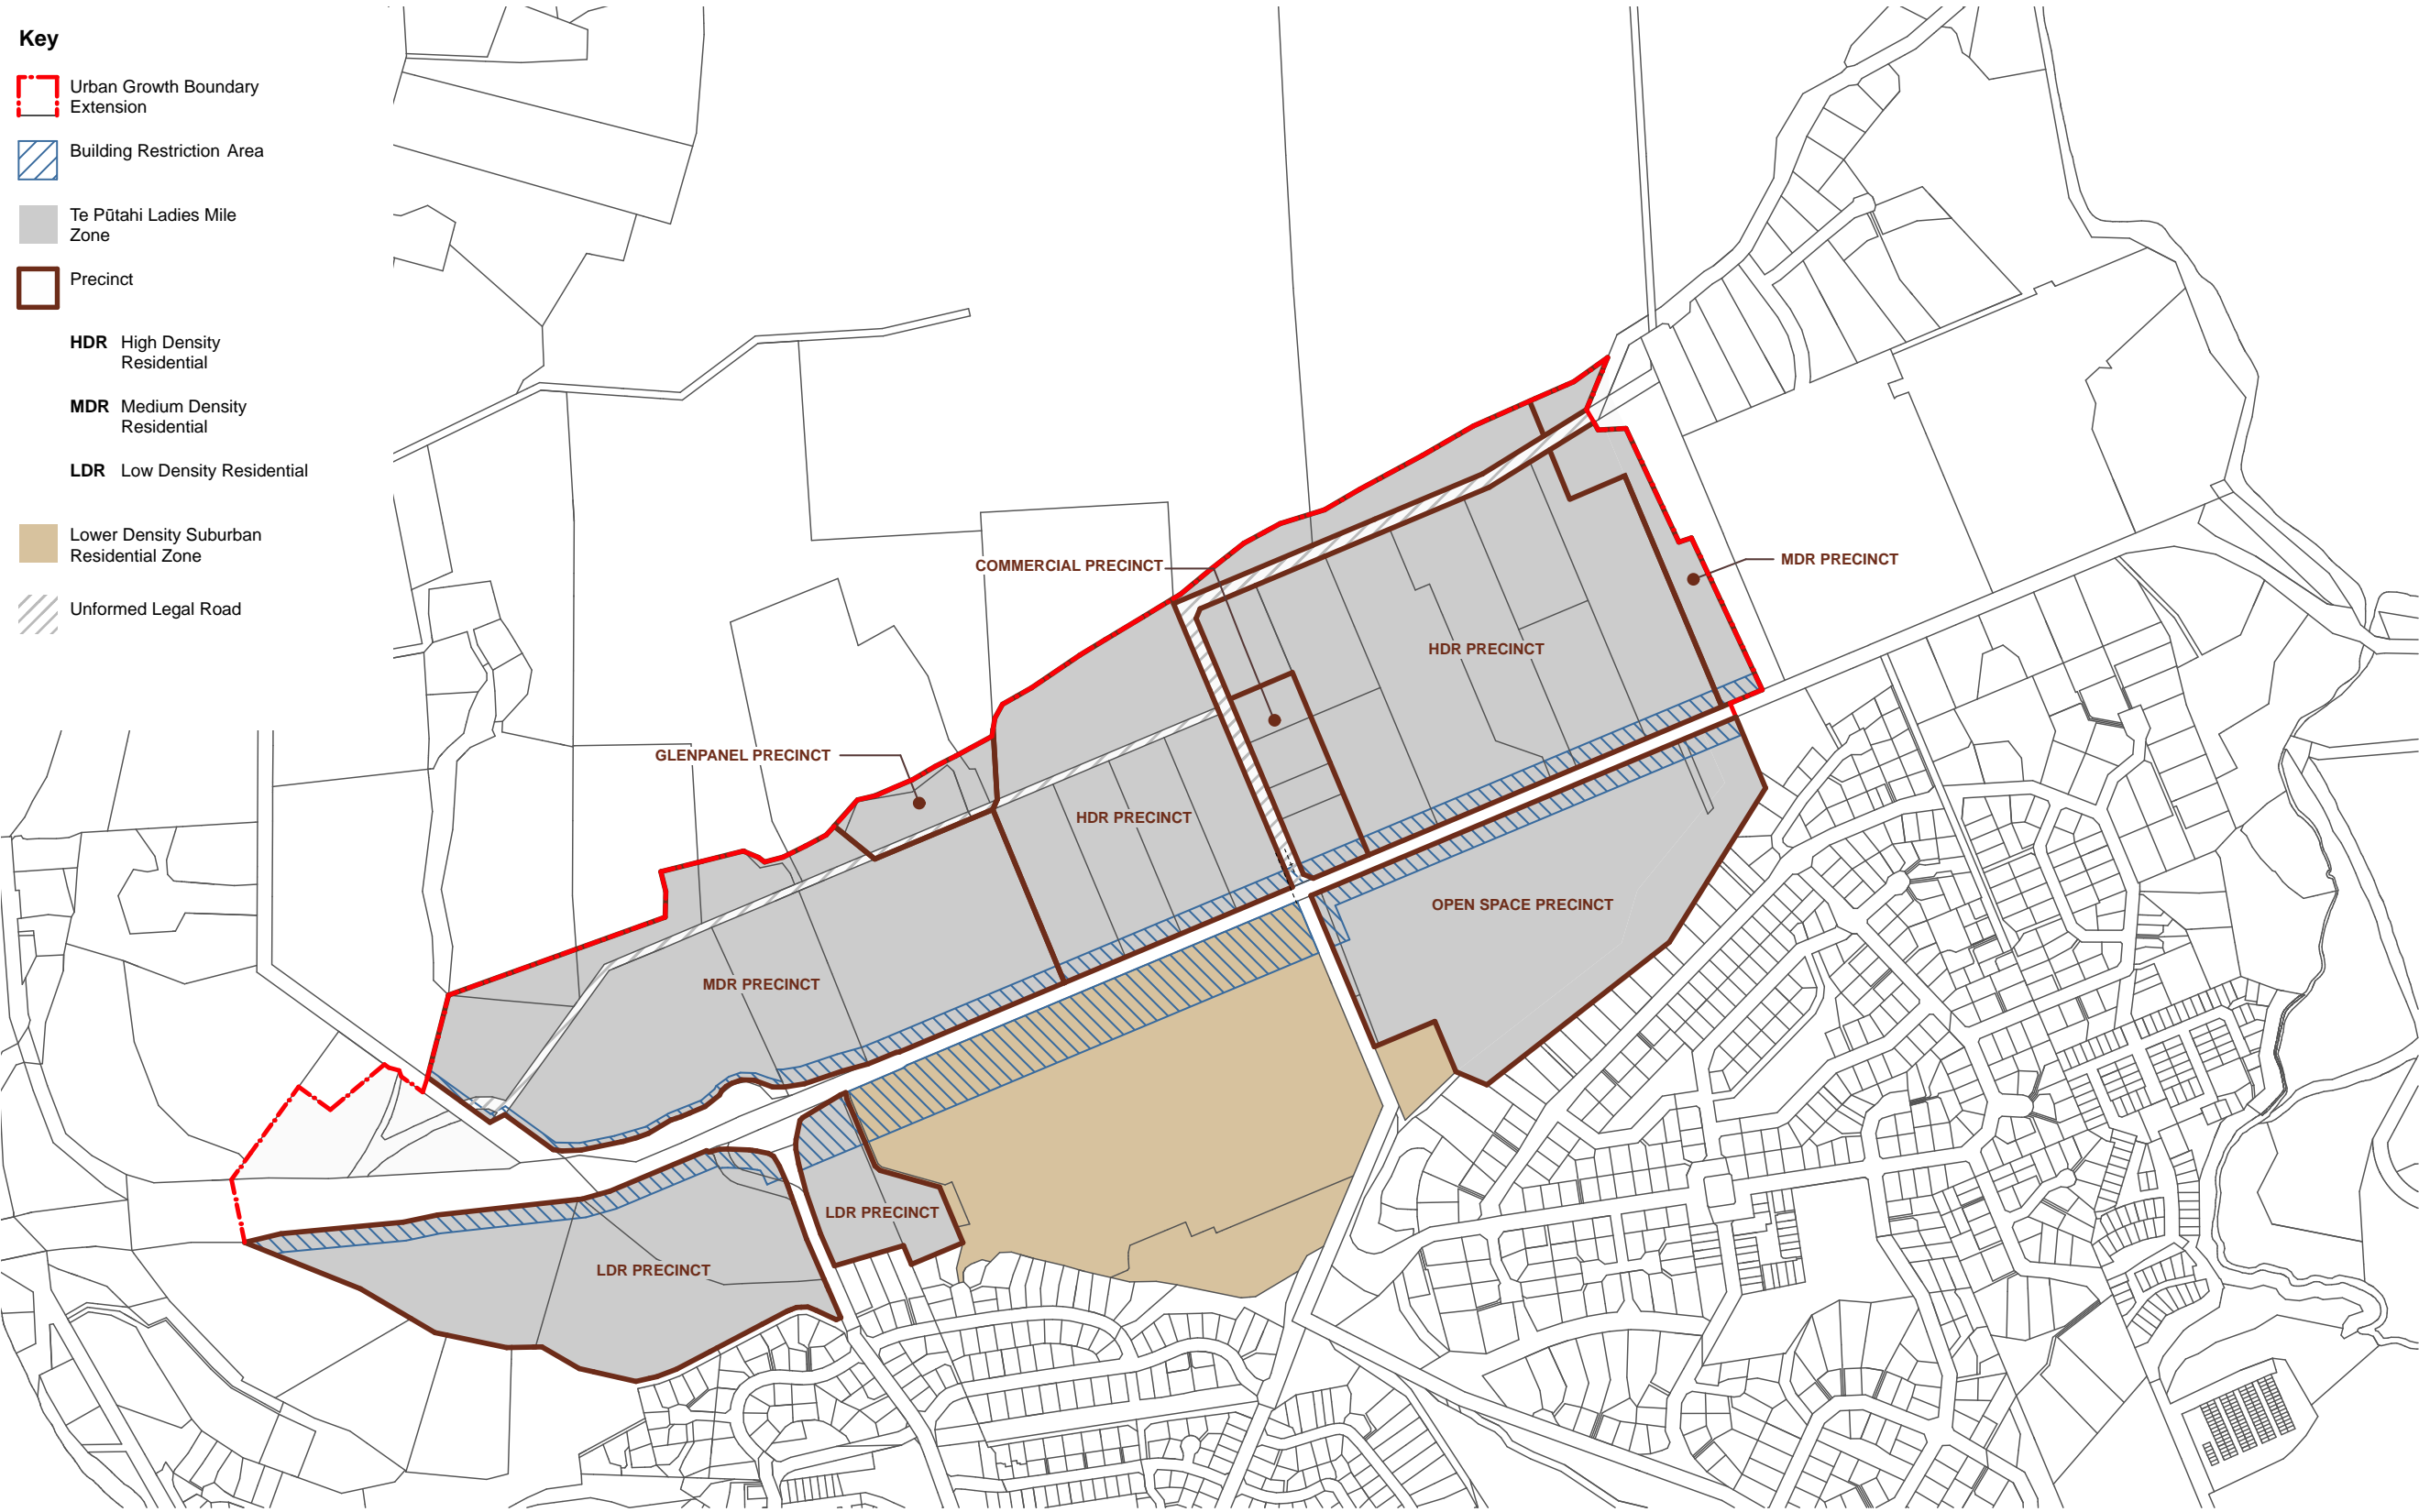 Key
Urban Growth Boundary
Extension
Building Restriction Area
Te Pūtahi Ladies Mile
Zone
Precinct
HDR High Density
Residential
MDR Medium Density
Residential
LDR Low Density Residential
Lower Density Suburban
Residential Zone
Unformed Legal Road
COMMERCIAL PRECINCT
MDR PRECINCT
HDR PRECINCT
GLENPANEL PRECINCT
HDR PRECINCT
OPEN SPACE PRECINCT
MDR PRECINCT
LDR PRECINCT
LDR PRECINCT